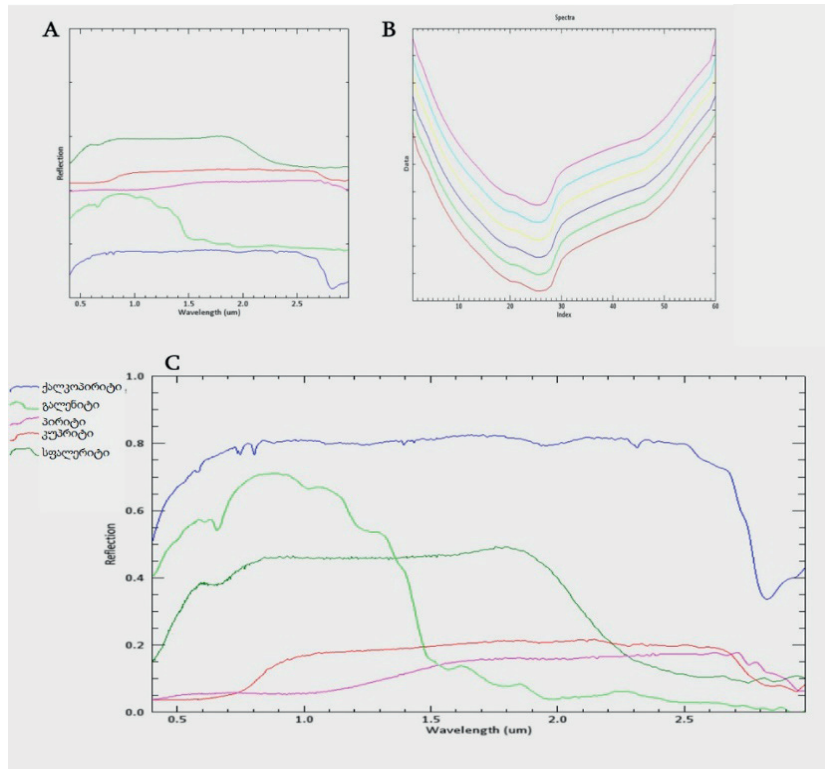 A
Reflection
0.5 1.0 1.5 2.0 2.5
Wavelength (um)
B
Spectra
Data
10 20 30 40 50 60
Index
C
ქალკოპირიტი
გალენიტი
პირიტი
კუპრიტი
სფალერიტი
1.0
0.8
0.6
0.4
0.2
0.0
Reflection
0.5 1.0 1.5 2.0 2.5
Wavelength (um)